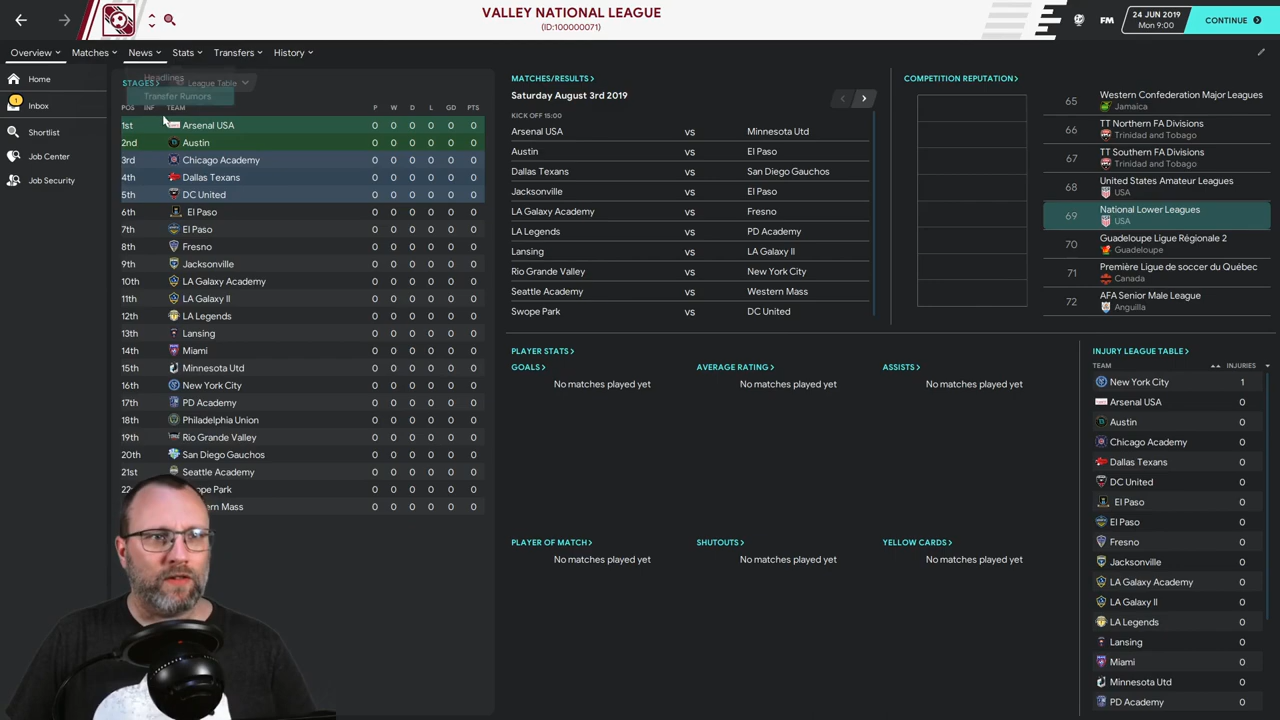 VALLEY NATIONAL LEAGUE
(ID:100000071)
FM
24 JUN 2019
Mon 9:00
CONTINUE
Overview
Matches
News
Stats
Transfers
History
Home
1
Inbox
Shortlist
Job Center
Job Security
Headlines
Transfer Rumors
STAGES
League Table
POS INF TEAM P W D L GD PTS
1st Arsenal USA 0 0 0 0 0 0
2nd Austin 0 0 0 0 0 0
3rd Chicago Academy 0 0 0 0 0 0
4th Dallas Texans 0 0 0 0 0 0
5th DC United 0 0 0 0 0 0
6th El Paso 0 0 0 0 0 0
7th El Paso 0 0 0 0 0 0
8th Fresno 0 0 0 0 0 0
9th Jacksonville 0 0 0 0 0 0
10th LA Galaxy Academy 0 0 0 0 0 0
11th LA Galaxy II 0 0 0 0 0 0
12th LA Legends 0 0 0 0 0 0
13th Lansing 0 0 0 0 0 0
14th Miami 0 0 0 0 0 0
15th Minnesota Utd 0 0 0 0 0 0
16th New York City 0 0 0 0 0 0
17th PD Academy 0 0 0 0 0 0
18th Philadelphia Union 0 0 0 0 0 0
19th Rio Grande Valley 0 0 0 0 0 0
20th San Diego Gauchos 0 0 0 0 0 0
21st Seattle Academy 0 0 0 0 0 0
Park 0 0 0 0 0 0
Mass 0 0 0 0 0 0
MATCHES/RESULTS
Saturday August 3rd 2019
KICK OFF 15:00
Arsenal USA vs Minnesota Utd
Austin vs El Paso
Dallas Texans vs San Diego Gauchos
Jacksonville vs El Paso
LA Galaxy Academy vs Fresno
LA Legends vs PD Academy
Lansing vs LA Galaxy II
Rio Grande Valley vs New York City
Seattle Academy vs Western Mass
Swope Park vs DC United
COMPETITION REPUTATION
65 Western Confederation Major Leagues
Jamaica
66 TT Northern FA Divisions
Trinidad and Tobago
67 TT Southern FA Divisions
Trinidad and Tobago
68 United States Amateur Leagues
USA
69 National Lower Leagues
USA
70 Guadeloupe Ligue Régionale 2
Guadeloupe
71 Première Ligue de soccer du Québec
Canada
72 AFA Senior Male League
Anguilla
PLAYER STATS
GOALS
No matches played yet
AVERAGE RATING
No matches played yet
ASSISTS
No matches played yet
PLAYER OF MATCH
No matches played yet
SHUTOUTS
No matches played yet
YELLOW CARDS
No matches played yet
INJURY LEAGUE TABLE
TEAM INJURIES
New York City 1
Arsenal USA 0
Austin 0
Chicago Academy 0
Dallas Texans 0
DC United 0
El Paso 0
El Paso 0
Fresno 0
Jacksonville 0
LA Galaxy Academy 0
LA Galaxy II 0
LA Legends 0
Lansing 0
Miami 0
Minnesota Utd 0
PD Academy 0